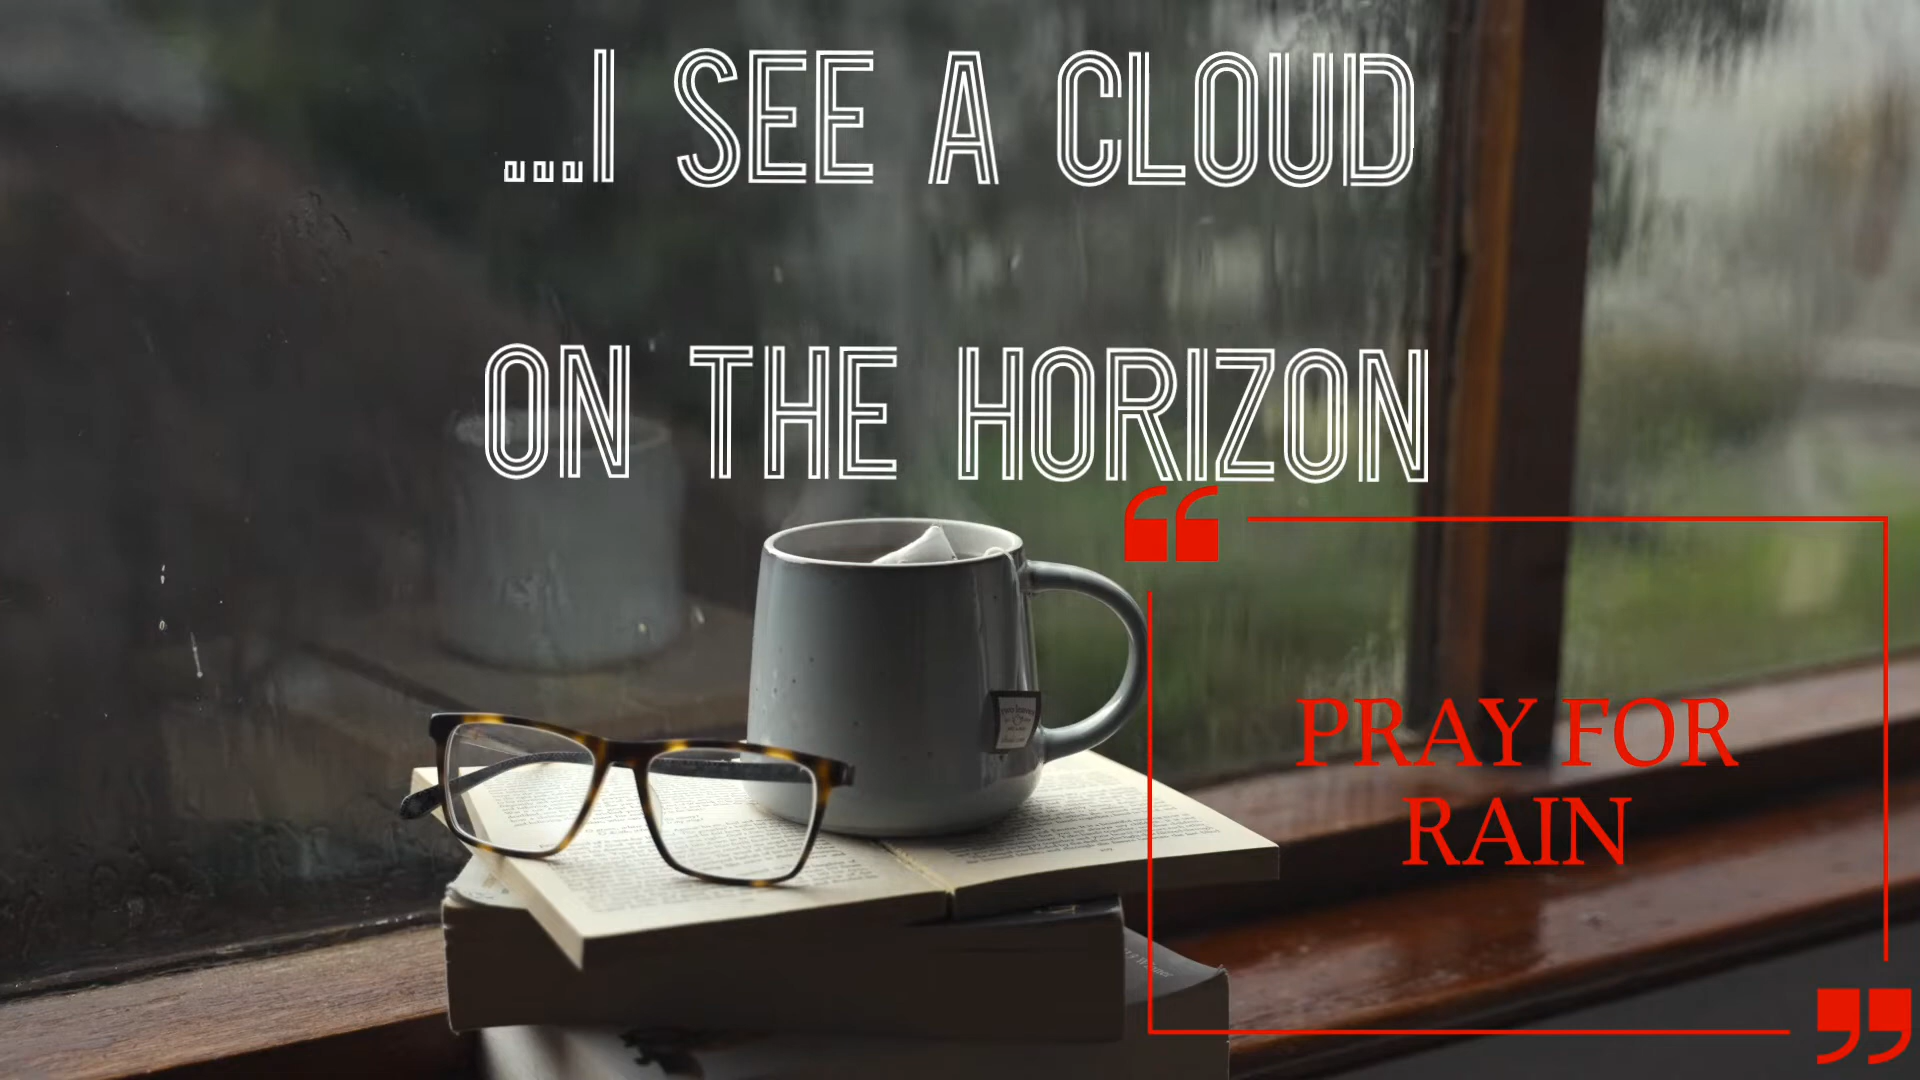 ...I SEE A CLOUD
ON THE HORIZON
PRAY FOR
RAIN